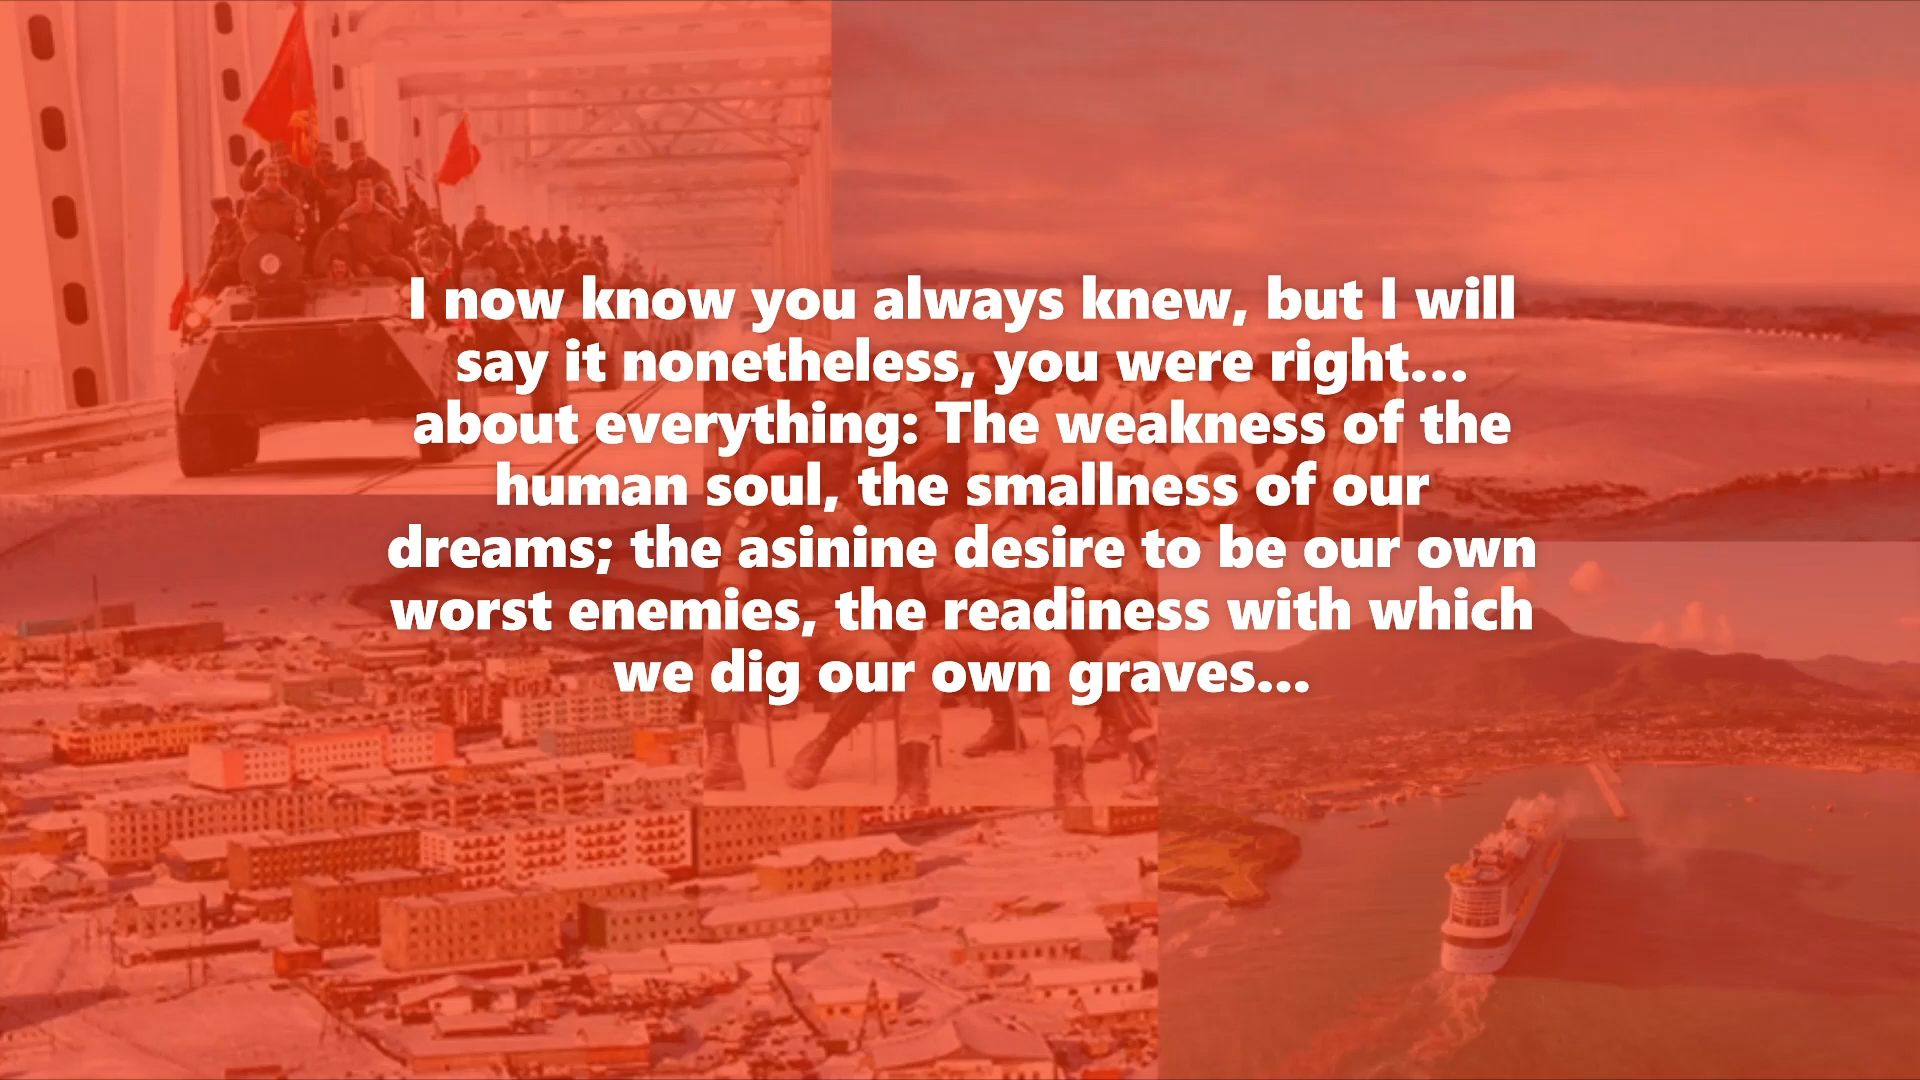 I now know you always knew, but I will
say it nonetheless, you were right...
about everything: The weakness of the
human soul, the smallness of our
dreams; the asinine desire to be our own
worst enemies, the readiness with which
we dig our own graves...